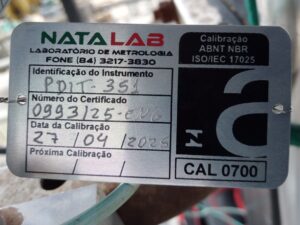 NATALAB
LABORATÓRIO DE METROLOGIA
FONE (84) 3217-3830
Calibração
ABNT NBR
ISO/IEC 17025
Identificação do Instrumento
PDIT-351
Número do Certificado
0993/25-
Data da Calibração
27 / 04 / 2025
Próxima Calibração
/ /
CAL 0700